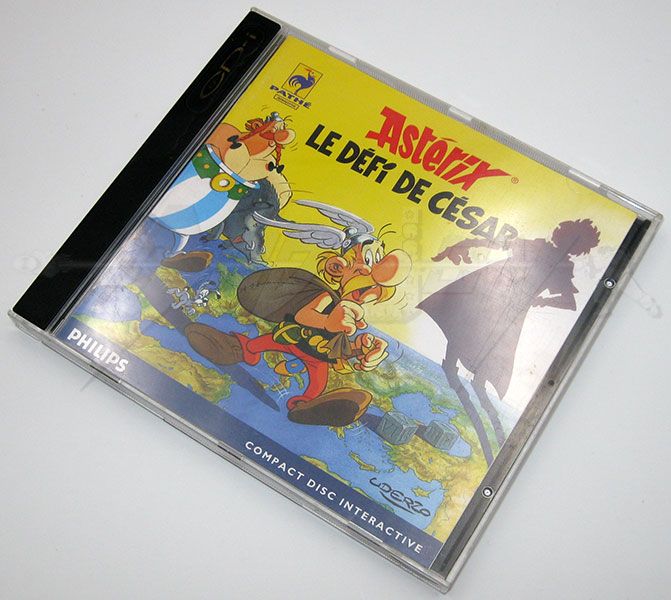 CD·i
PATHÉ
Astérix®
LE DÉFI DE CÉSAR
PHILIPS
COMPACT DISC INTERACTIVE
UDERZO